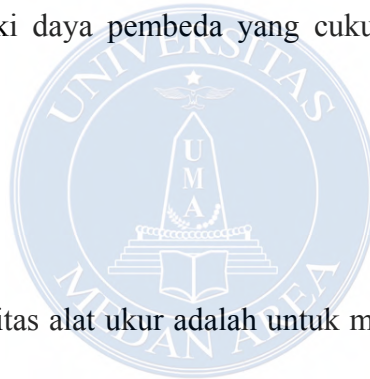 ki daya pembeda yang cuku
UNIVERSITAS
U
M
A
MEDAN AREA
itas alat ukur adalah untuk m